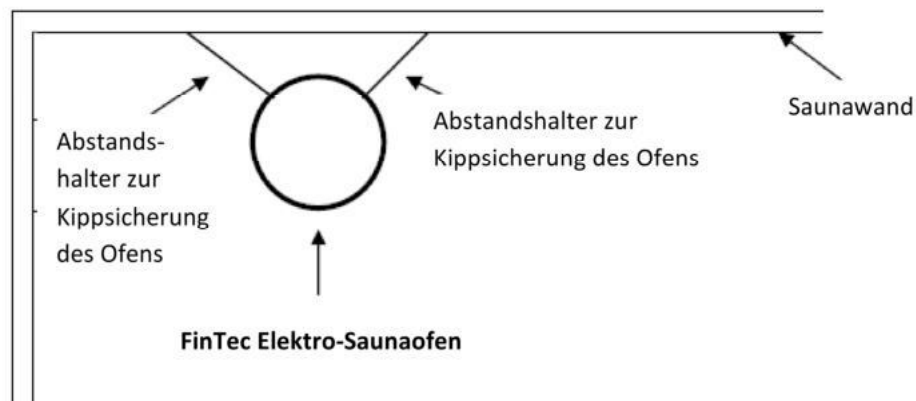 Saunawand
Abstands-
halter zur
Kippsicherung
des Ofens
Abstandshalter zur
Kippsicherung des Ofens
FinTec Elektro-Saunaofen